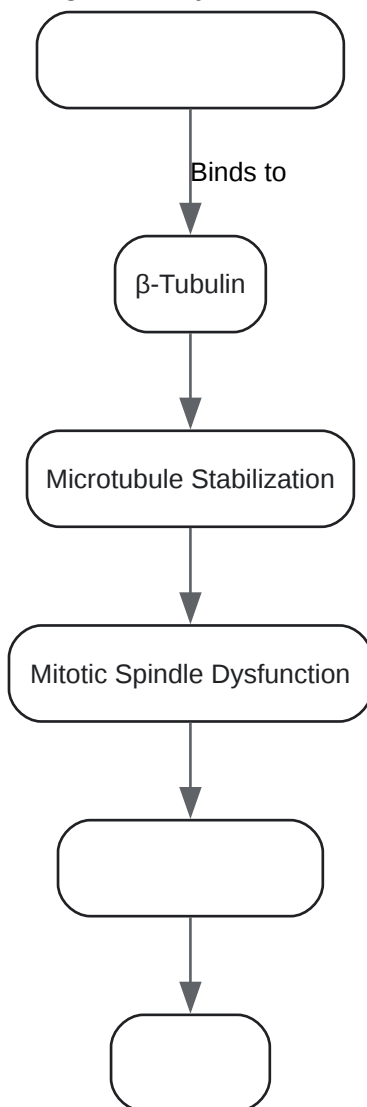 Binds to
β-Tubulin
Microtubule Stabilization
Mitotic Spindle Dysfunction